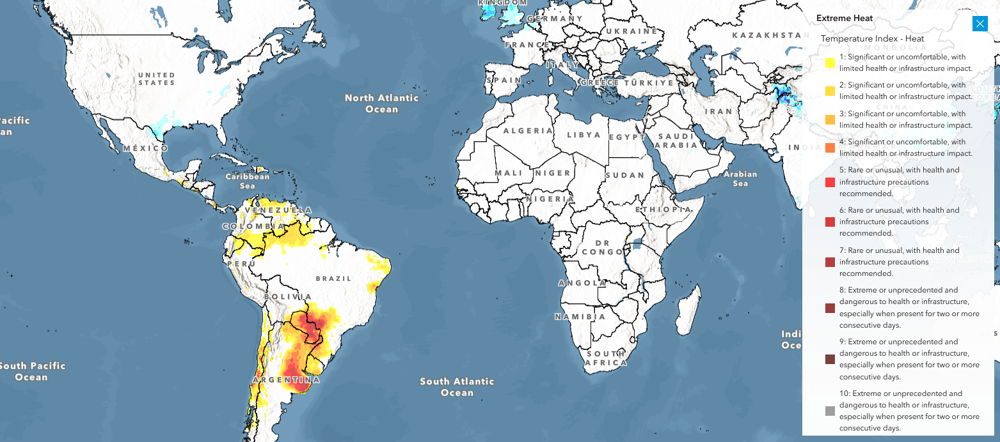 KINGDOM
GERMANY
UKRAINE
KAZAKHSTAN
FRANCE
ITALY
SPAIN
GREECE
TÜRKIYE
UNITED
STATES
North Atlantic
Ocean
Pacific
an
MÉXICO
IRAN
ALGERIA
LIBYA
EGYPT
SAUDI
ARABIA
INDIA
Caribbean
Sea
MALI
NIGER
SUDAN
Arabian
Sea
NIGERIA
ETHIOPIA
VENEZUELA
COLOMBIA
DR
CONGO
PERÚ
BRAZIL
BOLIVIA
ANGOLA
NAMIBIA
SOUTH
AFRICA
Indi
Oce
South Pacific
Ocean
ARGENTINA
South Atlantic
Ocean
Extreme Heat
Temperature Index - Heat
MONGOLIA
CHINA
SOUTH
KOREA
INDONESIA
1: Significant or uncomfortable, with
limited health or infrastructure impact.
2: Significant or uncomfortable, with
limited health or infrastructure impact.
3: Significant or uncomfortable, with
limited health or infrastructure impact.
4: Significant or uncomfortable, with
limited health or infrastructure impact.
5: Rare or unusual, with health and
infrastructure precautions
recommended.
6: Rare or unusual, with health and
infrastructure precautions
recommended.
7: Rare or unusual, with health and
infrastructure precautions
recommended.
8: Extreme or unprecedented and
dangerous to health or infrastructure,
especially when present for two or more
consecutive days.
9: Extreme or unprecedented and
dangerous to health or infrastructure,
especially when present for two or more
consecutive days.
10: Extreme or unprecedented and
dangerous to health or infrastructure,
especially when present for two or more
consecutive days.